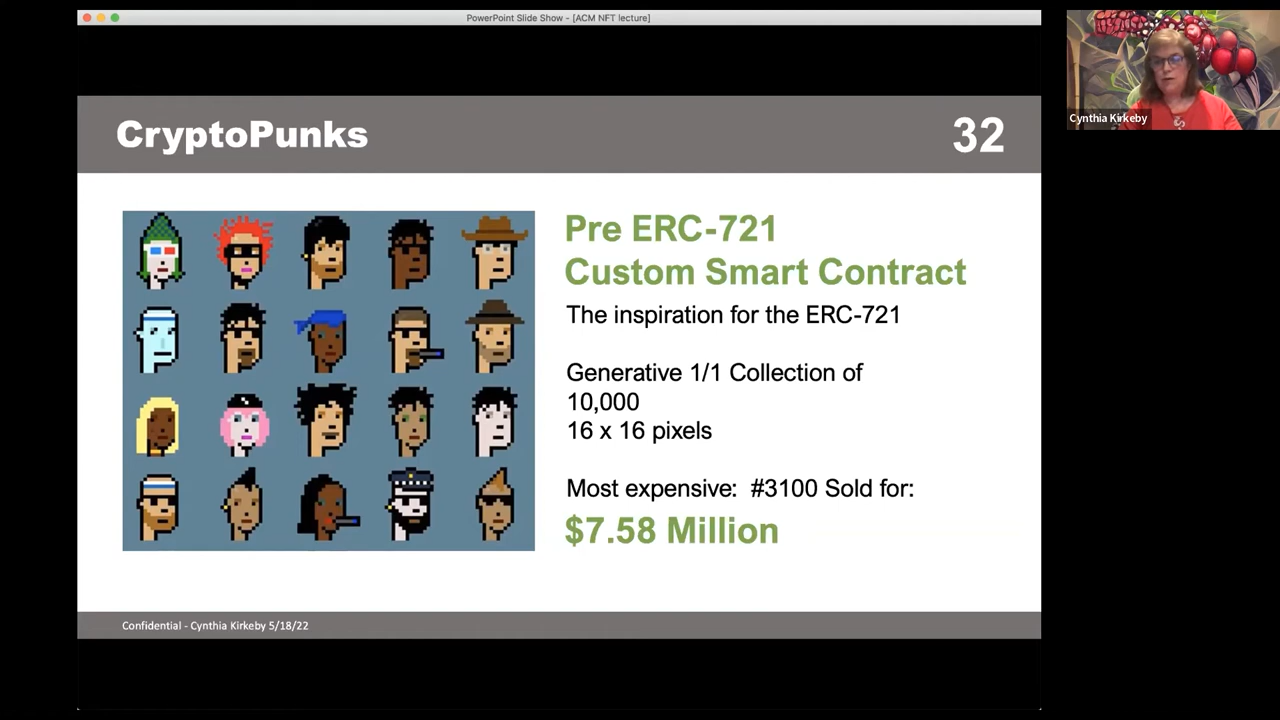 PowerPoint Slide Show - [ACM NFT lecture]
CryptoPunks
32
Pre ERC-721
Custom Smart Contract
The inspiration for the ERC-721
Generative 1/1 Collection of
10,000
16 x 16 pixels
Most expensive:  #3100 Sold for:
$7.58 Million
Confidential - Cynthia Kirkeby 5/18/22
Cynthia Kirkeby